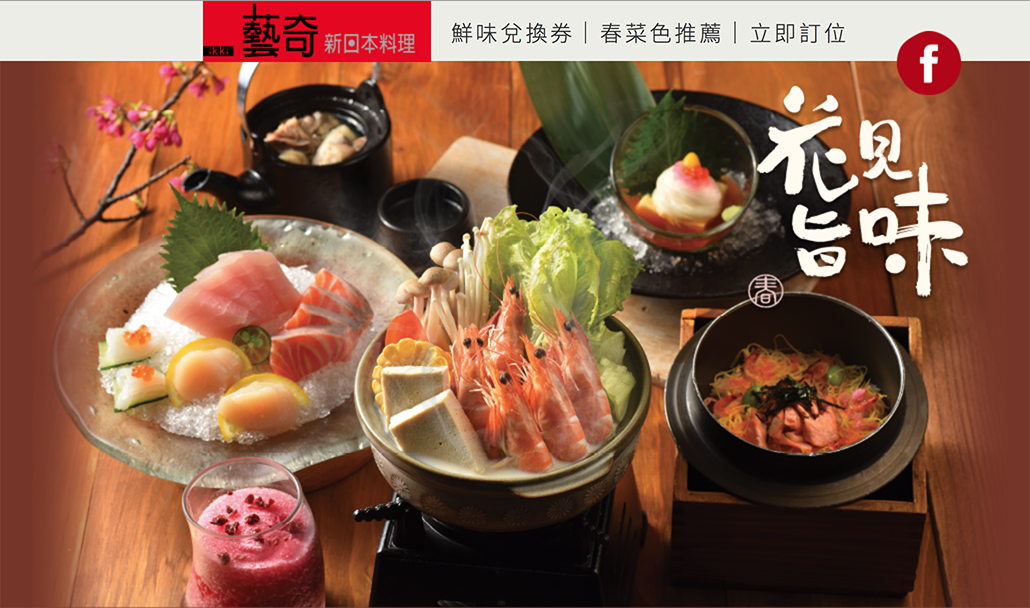 藝奇
ikki
新日本料理
鮮味兌換券｜春菜色推薦｜立即訂位
f
花見
旨味
春